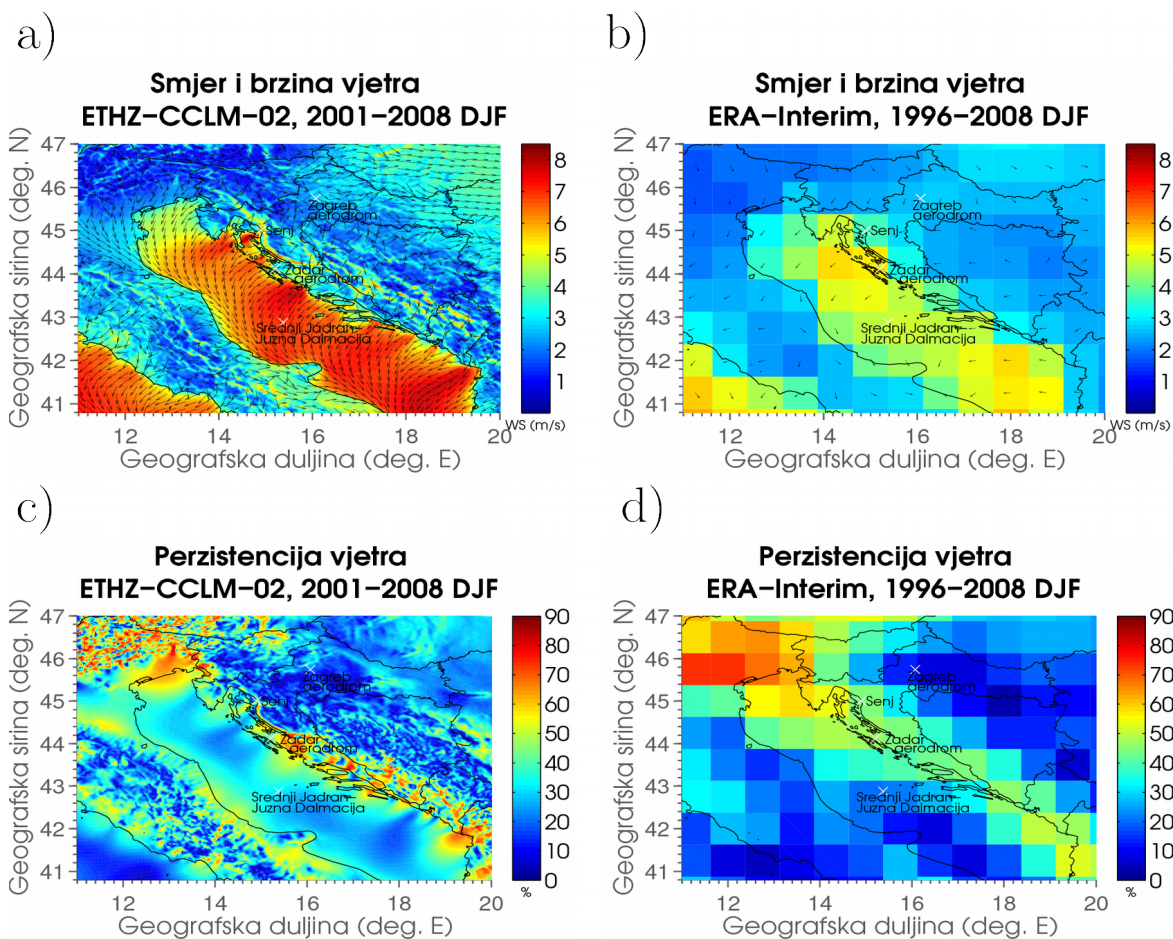 a)
Smjer i brzina vjetra
ETHZ-CCLM-02, 2001-2008 DJF
Geografska sirina (deg. N)
47
46
45
44
43
42
41
12
14
16
18
20
Geografska duljina (deg. E)
Zagreb
aerodrom
Senj
Zadar
aerodrom
Srednji Jadran-
Juzna Dalmacija
8
7
6
5
4
3
2
1
WS (m/s)
b)
Smjer i brzina vjetra
ERA-Interim, 1996-2008 DJF
Geografska sirina (deg. N)
47
46
45
44
43
42
41
12
14
16
18
20
Geografska duljina (deg. E)
Zagreb
aerodrom
Senj
Zadar
aerodrom
Srednji Jadran-
Juzna Dalmacija
8
7
6
5
4
3
2
1
WS (m/s)
c)
Perzistencija vjetra
ETHZ-CCLM-02, 2001-2008 DJF
Geografska sirina (deg. N)
47
46
45
44
43
42
41
12
14
16
18
20
Geografska duljina (deg. E)
Zagreb
aerodrom
Senj
Zadar
aerodrom
Srednji Jadran-
Juzna Dalmacija
90
80
70
60
50
40
30
20
10
0
%
d)
Perzistencija vjetra
ERA-Interim, 1996-2008 DJF
Geografska sirina (deg. N)
47
46
45
44
43
42
41
12
14
16
18
20
Geografska duljina (deg. E)
Zagreb
aerodrom
Senj
Zadar
aerodrom
Srednji Jadran-
Juzna Dalmacija
90
80
70
60
50
40
30
20
10
0
%